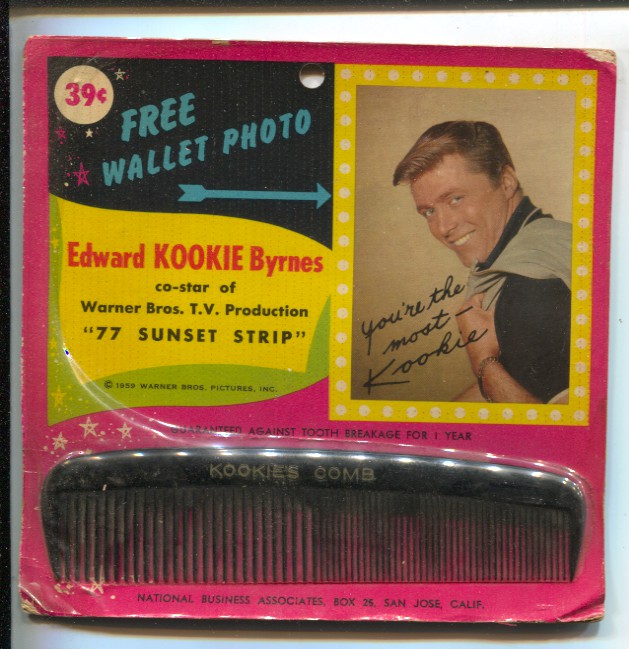 39¢
FREE
WALLET PHOTO
Edward KOOKIE Byrnes
co-star of
Warner Bros. T.V. Production
"77 SUNSET STRIP"
© 1959 WARNER BROS. PICTURES, INC.
you're the
most—
Kookie
GUARANTEED AGAINST TOOTH BREAKAGE FOR 1 YEAR
KOOKIES COMB
NATIONAL BUSINESS ASSOCIATES, BOX 26, SAN JOSE, CALIF.